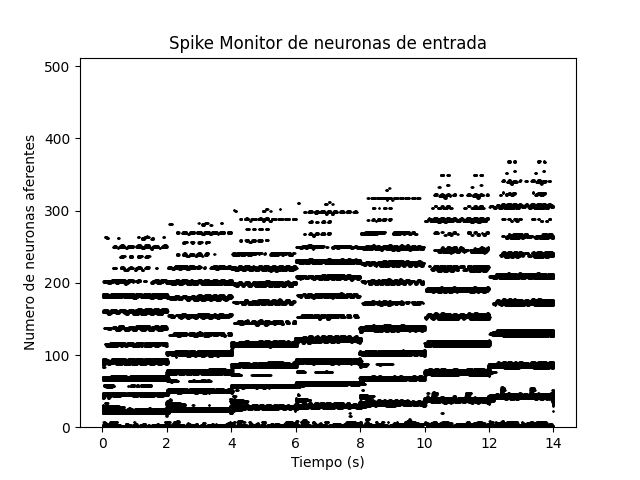 Spike Monitor de neuronas de entrada
500
400
300
200
100
0
Numero de neuronas aferentes
0 2 4 6 8 10 12 14
Tiempo (s)